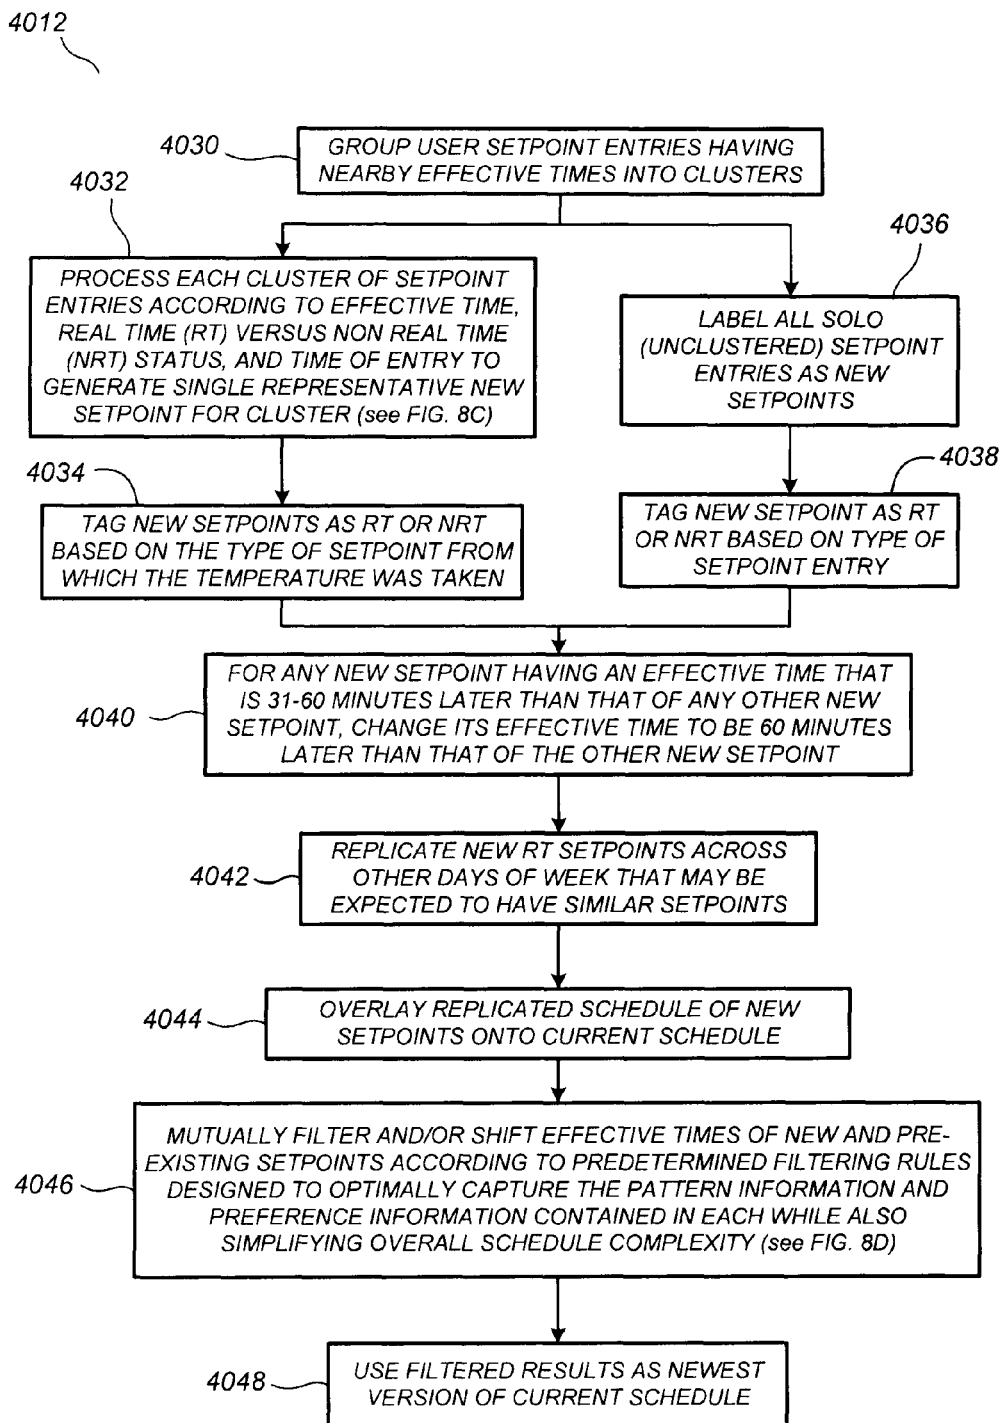 4012
4030
GROUP USER SETPOINT ENTRIES HAVING
NEARBY EFFECTIVE TIMES INTO CLUSTERS
4032
PROCESS EACH CLUSTER OF SETPOINT
ENTRIES ACCORDING TO EFFECTIVE TIME,
REAL TIME (RT) VERSUS NON REAL TIME
(NRT) STATUS, AND TIME OF ENTRY TO
GENERATE SINGLE REPRESENTATIVE NEW
SETPOINT FOR CLUSTER (see FIG. 8C)
4036
LABEL ALL SOLO
(UNCLUSTERED) SETPOINT
ENTRIES AS NEW
SETPOINTS
4034
TAG NEW SETPOINTS AS RT OR NRT
BASED ON THE TYPE OF SETPOINT FROM
WHICH THE TEMPERATURE WAS TAKEN
4038
TAG NEW SETPOINT AS RT
OR NRT BASED ON TYPE OF
SETPOINT ENTRY
4040
FOR ANY NEW SETPOINT HAVING AN EFFECTIVE TIME THAT
IS 31-60 MINUTES LATER THAN THAT OF ANY OTHER NEW
SETPOINT, CHANGE ITS EFFECTIVE TIME TO BE 60 MINUTES
LATER THAN THAT OF THE OTHER NEW SETPOINT
4042
REPLICATE NEW RT SETPOINTS ACROSS
OTHER DAYS OF WEEK THAT MAY BE
EXPECTED TO HAVE SIMILAR SETPOINTS
4044
OVERLAY REPLICATED SCHEDULE OF NEW
SETPOINTS ONTO CURRENT SCHEDULE
4046
MUTUALLY FILTER AND/OR SHIFT EFFECTIVE TIMES OF NEW AND PRE-
EXISTING SETPOINTS ACCORDING TO PREDETERMINED FILTERING RULES
DESIGNED TO OPTIMALLY CAPTURE THE PATTERN INFORMATION AND
PREFERENCE INFORMATION CONTAINED IN EACH WHILE ALSO
SIMPLIFYING OVERALL SCHEDULE COMPLEXITY (see FIG. 8D)
4048
USE FILTERED RESULTS AS NEWEST
VERSION OF CURRENT SCHEDULE